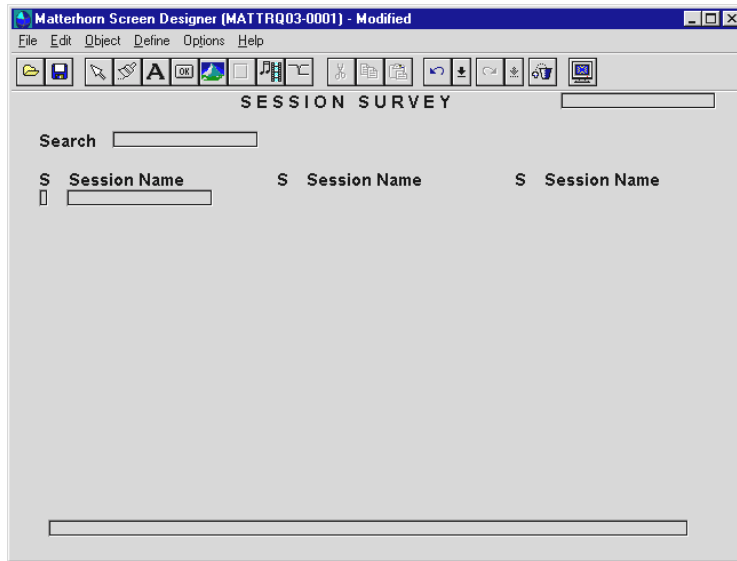 Matterhorn Screen Designer (MATTRQ03-0001) - Modified
File Edit Object Define Options Help
A OK
SESSION SURVEY
Search
S Session Name S Session Name S Session Name